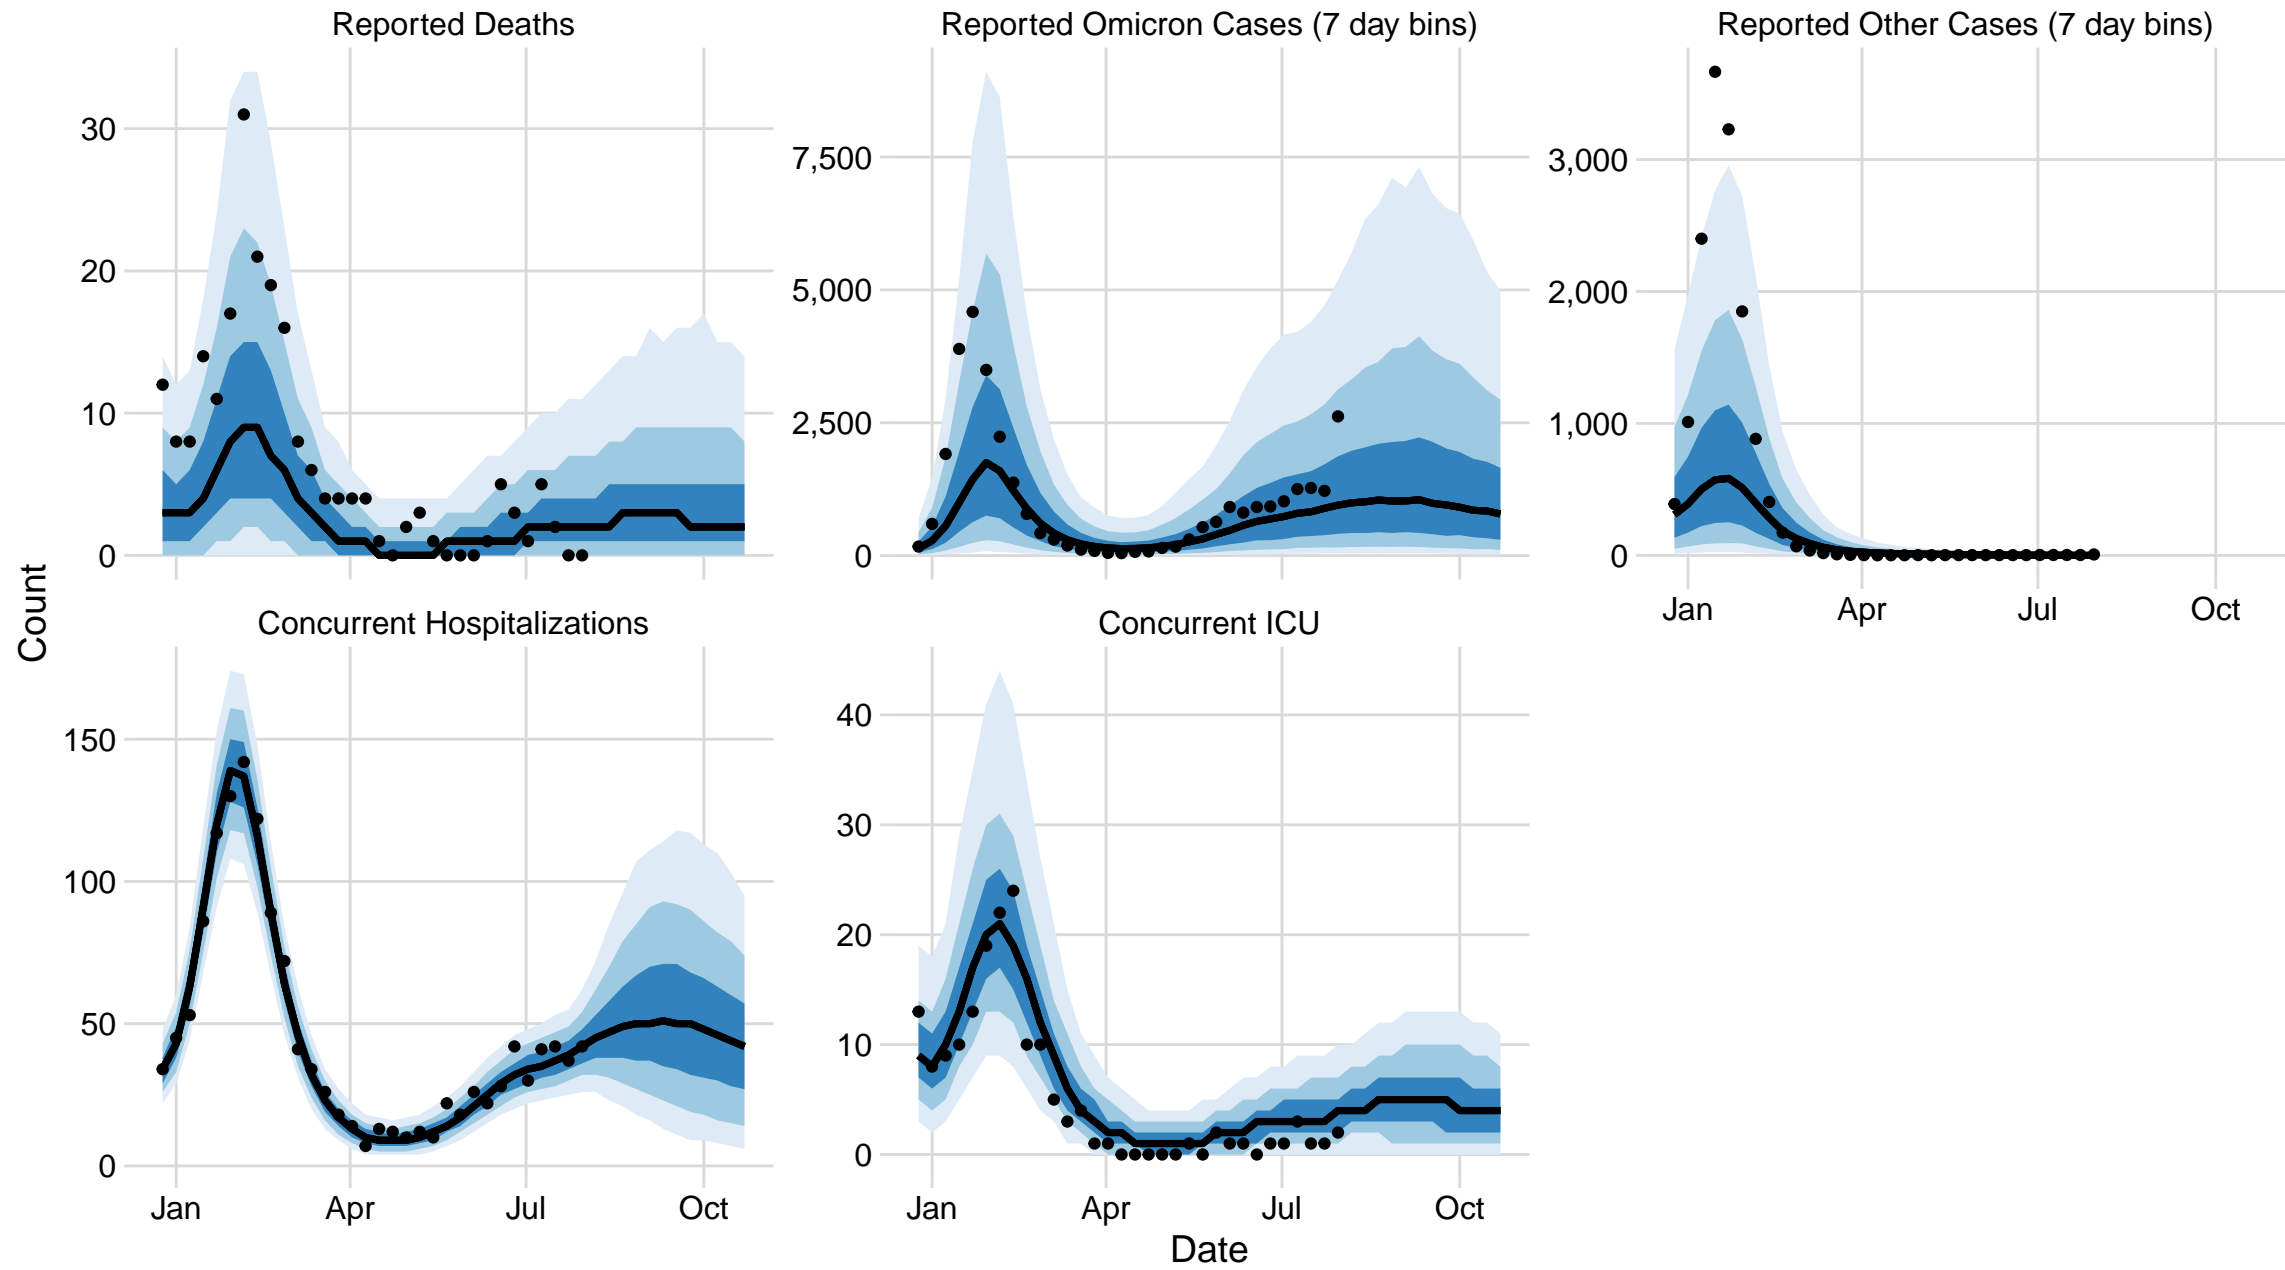 Reported Deaths
Reported Omicron Cases (7 day bins)
Reported Other Cases (7 day bins)
30
20
10
0
7,500
5,000
2,500
0
3,000
2,000
1,000
0
Jan Apr Jul Oct
Count
Concurrent Hospitalizations
Concurrent ICU
150
100
50
0
40
30
20
10
0
Jan Apr Jul Oct
Jan Apr Jul Oct
Date